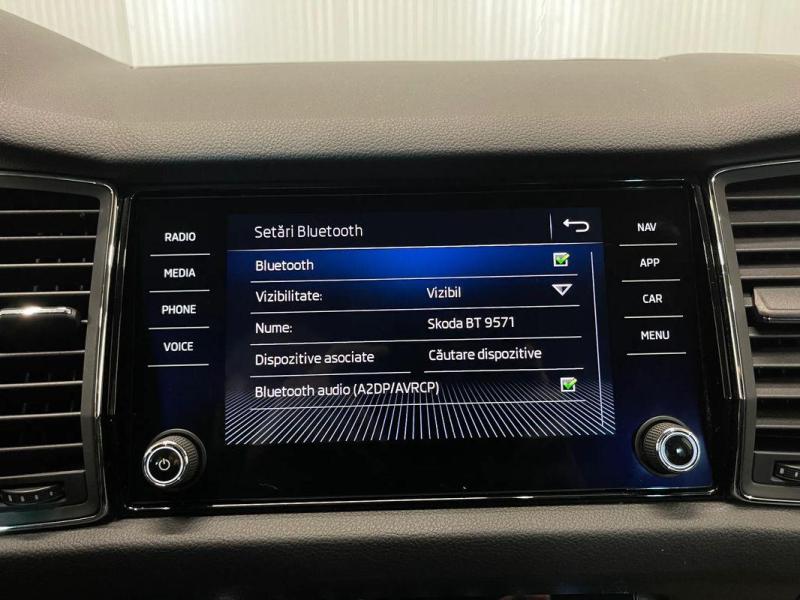 RADIO
MEDIA
PHONE
VOICE
Setări Bluetooth
Bluetooth
Vizibilitate: Vizibil
Nume: Skoda BT 9571
Dispozitive asociate Căutare dispozitive
Bluetooth audio (A2DP/AVRCP)
NAV
APP
CAR
MENU